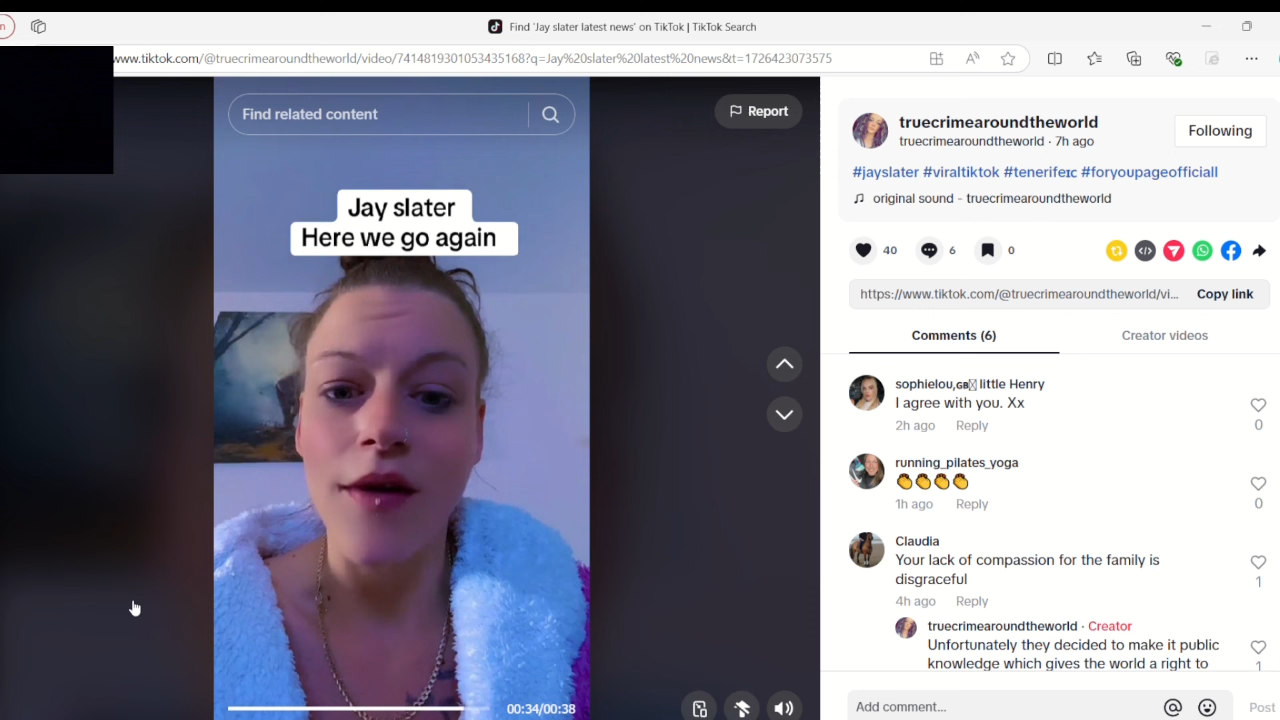 Find 'Jay slater latest news' on TikTok | TikTok Search
www.tiktok.com/@truecrimearoundtheworld/video/7414819301053435168?q=Jay%20slater%20latest%20news&t=1726423073575
Find related content
Report
Jay slater
Here we go again
00:34/00:38
truecrimearoundtheworld
truecrimearoundtheworld · 7h ago
Following
#jayslater #viraltiktok #tenerifeɪᴄ #foryoupageofficiall
original sound - truecrimearoundtheworld
40
6
0
https://www.tiktok.com/@truecrimearoundtheworld/vi...
Copy link
Comments (6)
Creator videos
sophielou,ɢʙ little Henry
I agree with you. Xx
2h ago Reply
0
running_pilates_yoga
👏👏👏👏
1h ago Reply
0
Claudia
Your lack of compassion for the family is
disgraceful
4h ago Reply
1
truecrimearoundtheworld · Creator
Unfortunately they decided to make it public
knowledge which gives the world a right to
1
Add comment...
Post